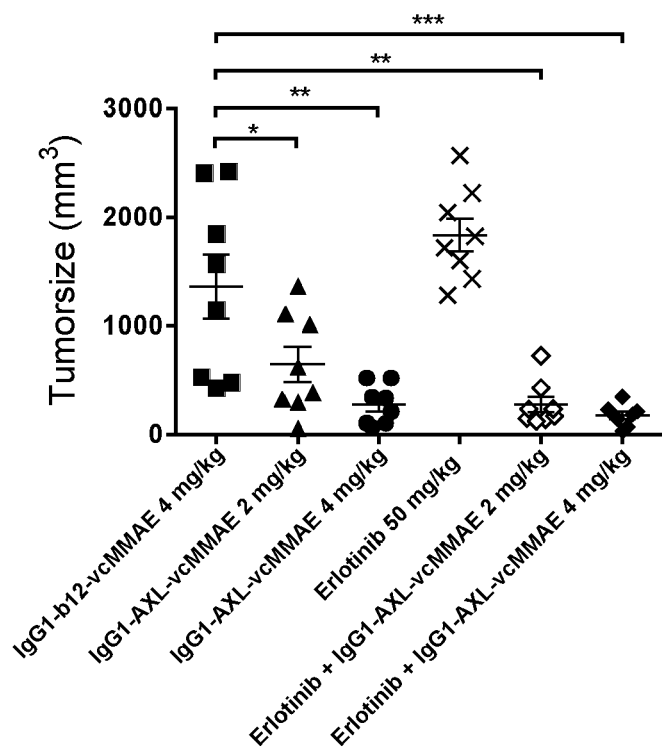 ***
**
**
*
Tumorsize (mm³)
3000
2000
1000
0
IgG1-b12-vcMMAE 4 mg/kg
IgG1-AXL-vcMMAE 2 mg/kg
IgG1-AXL-vcMMAE 4 mg/kg
Erlotinib 50 mg/kg
Erlotinib + IgG1-AXL-vcMMAE 2 mg/kg
Erlotinib + IgG1-AXL-vcMMAE 4 mg/kg